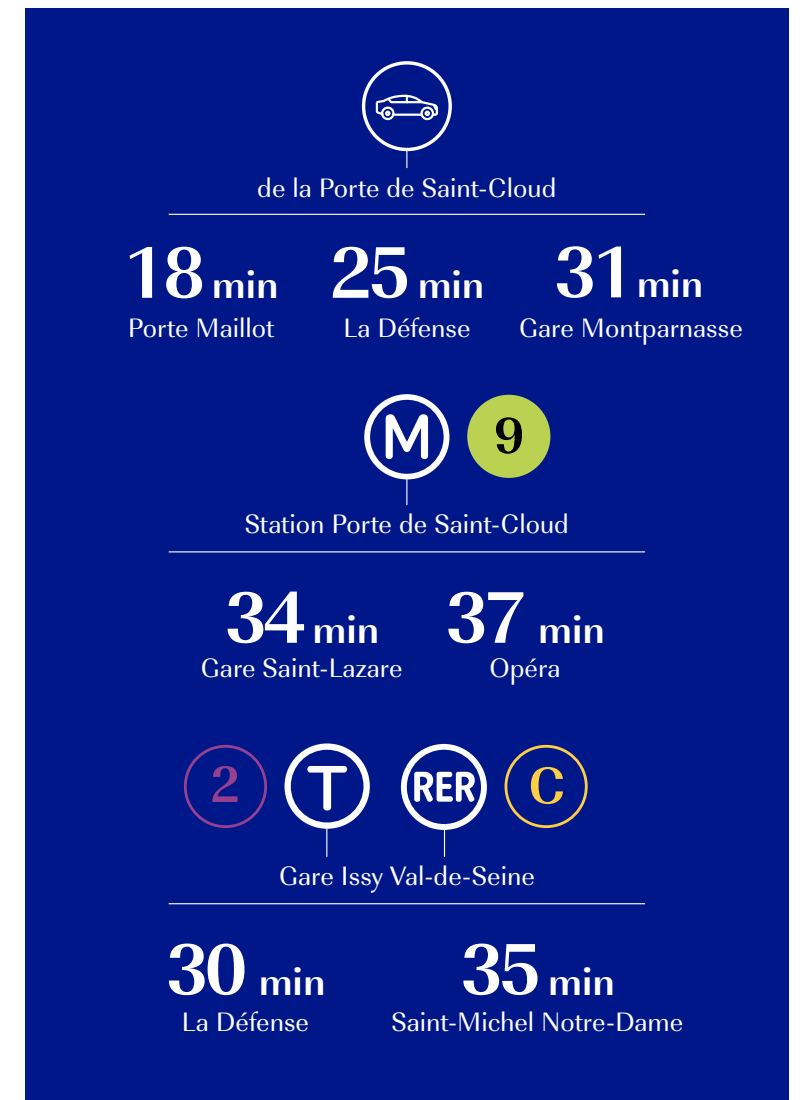 de la Porte de Saint-Cloud
18 min 25 min 31 min
Porte Maillot La Défense Gare Montparnasse
M 9
Station Porte de Saint-Cloud
34 min 37 min
Gare Saint-Lazare Opéra
2 T RER C
Gare Issy Val-de-Seine
30 min 35 min
La Défense Saint-Michel Notre-Dame